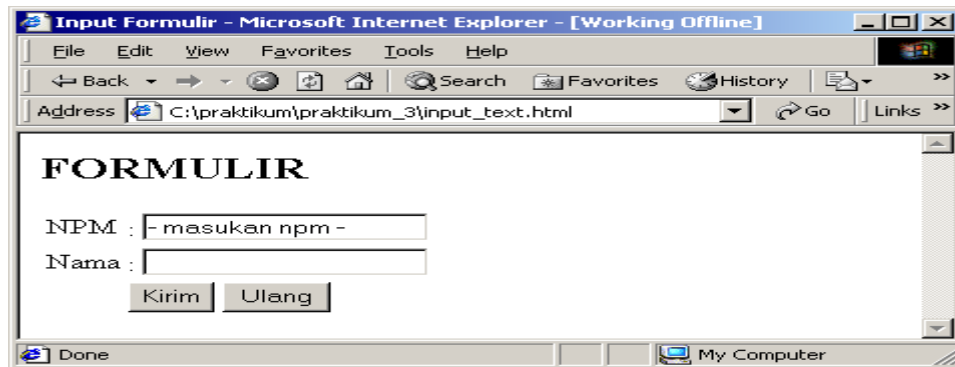 Input Formulir - Microsoft Internet Explorer - [Working Offline]
File Edit View Favorites Tools Help
Back Search Favorites History »
Address C:\praktikum\praktikum_3\input_text.html Go Links »
FORMULIR
NPM : - masukan npm -
Nama :
Kirim Ulang
Done My Computer